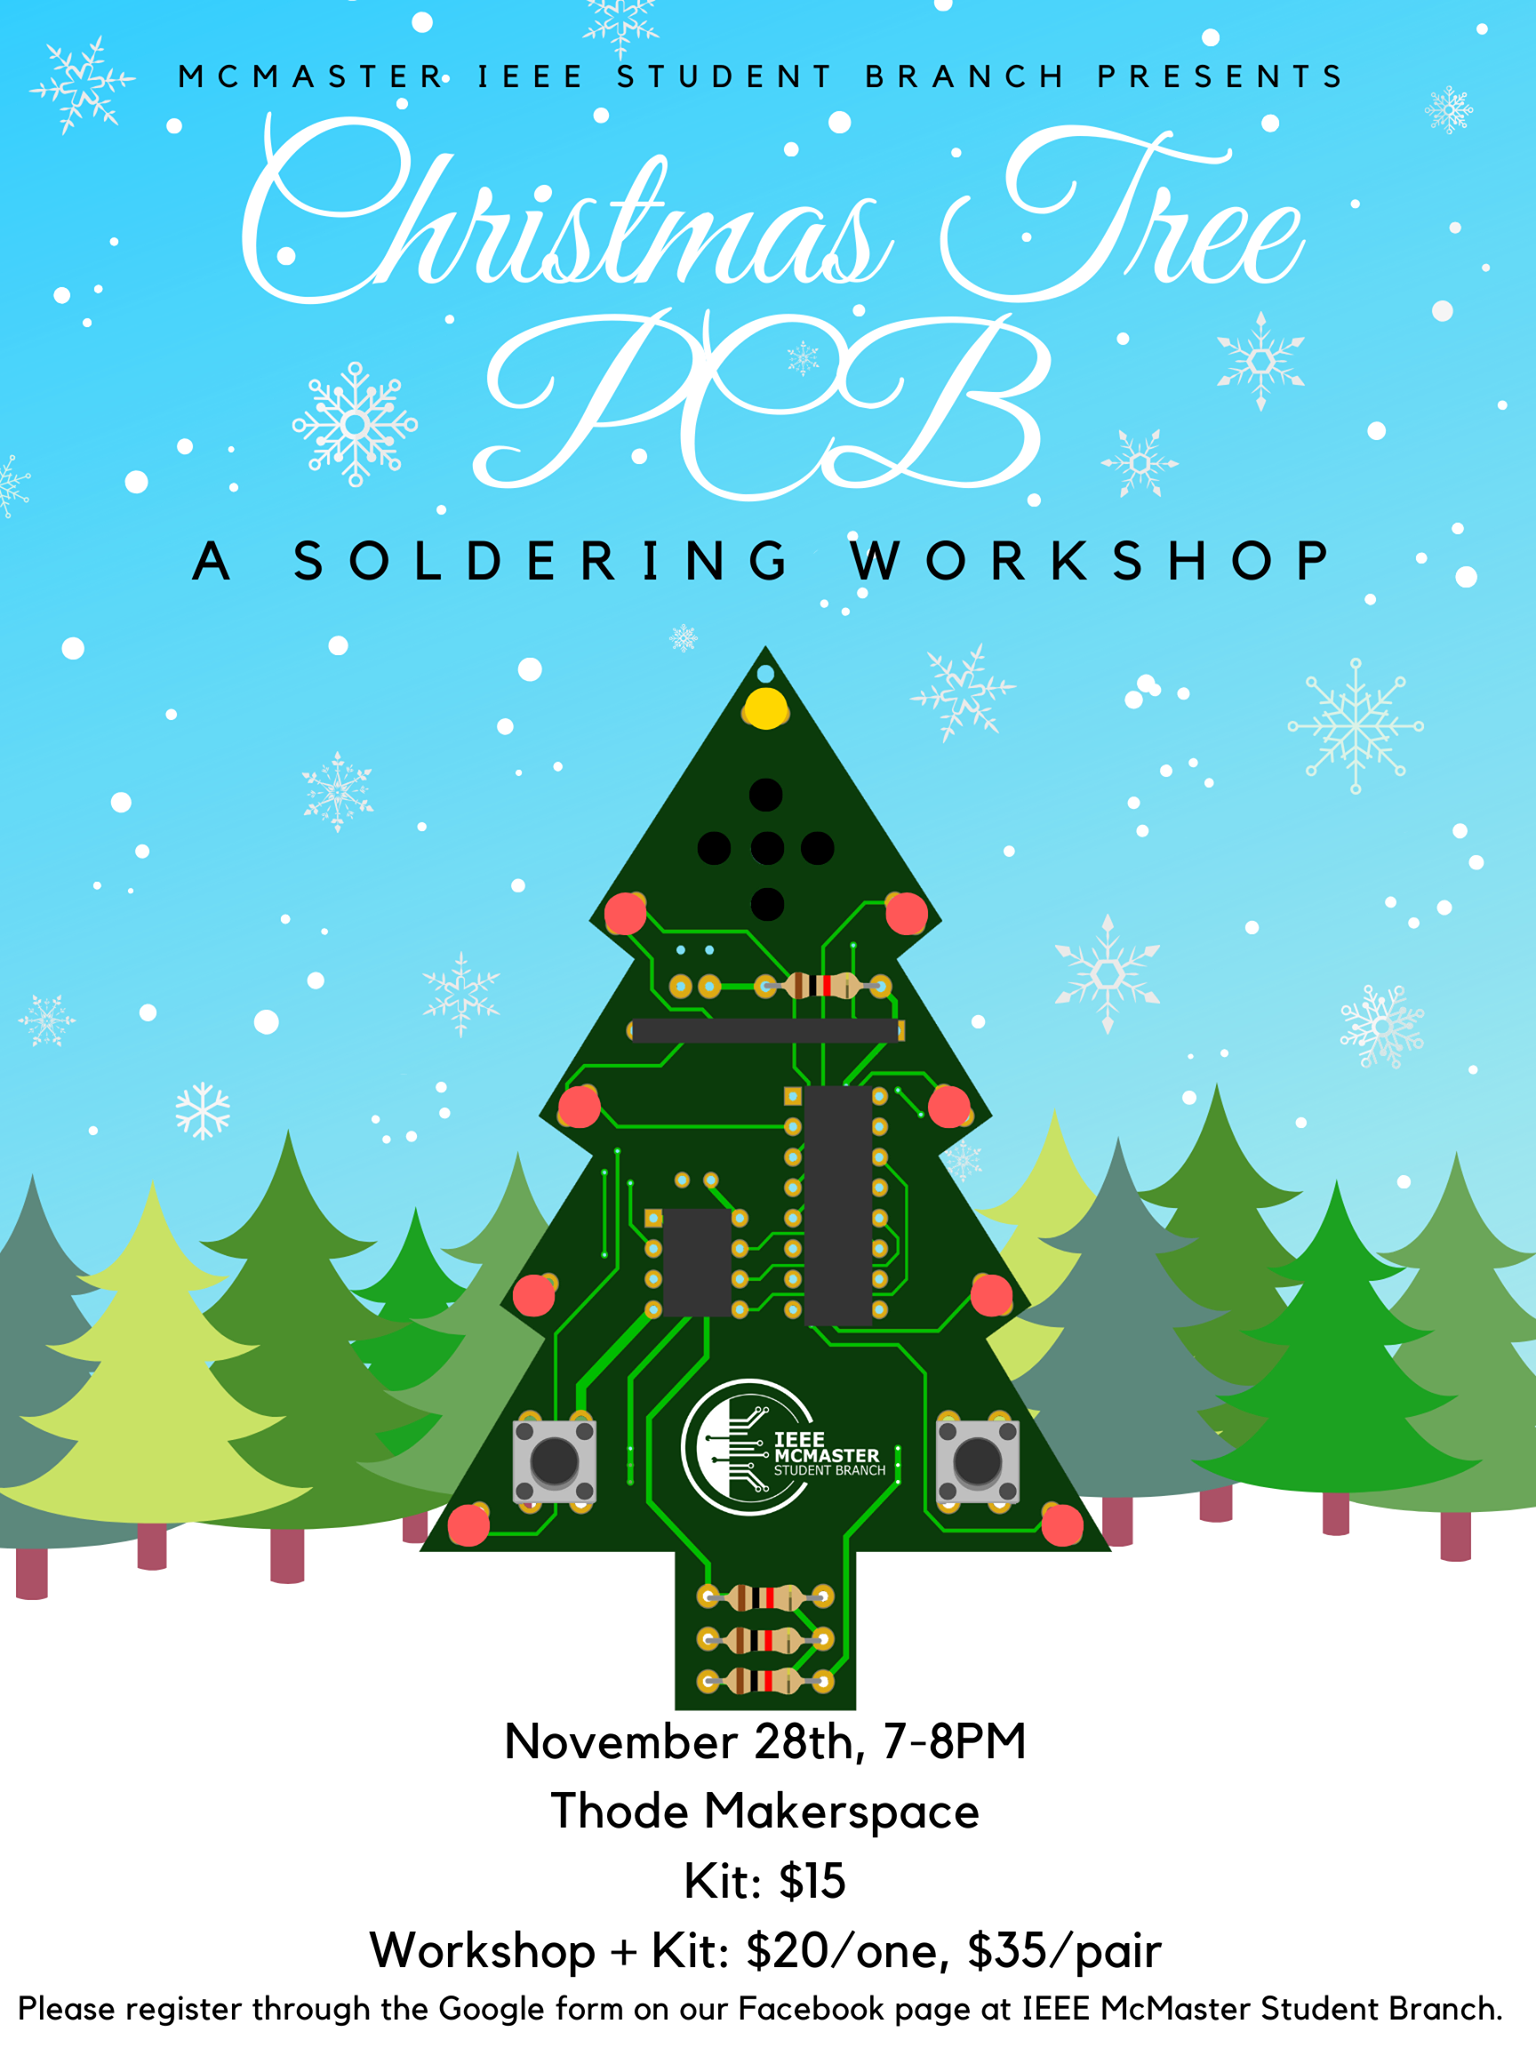 MCMASTER IEEE STUDENT BRANCH PRESENTS
Christmas Tree
PCB
A SOLDERING WORKSHOP
IEEE
MCMASTER
STUDENT BRANCH
November 28th, 7-8PM
Thode Makerspace
Kit: $15
Workshop + Kit: $20/one, $35/pair
Please register through the Google form on our Facebook page at IEEE McMaster Student Branch.